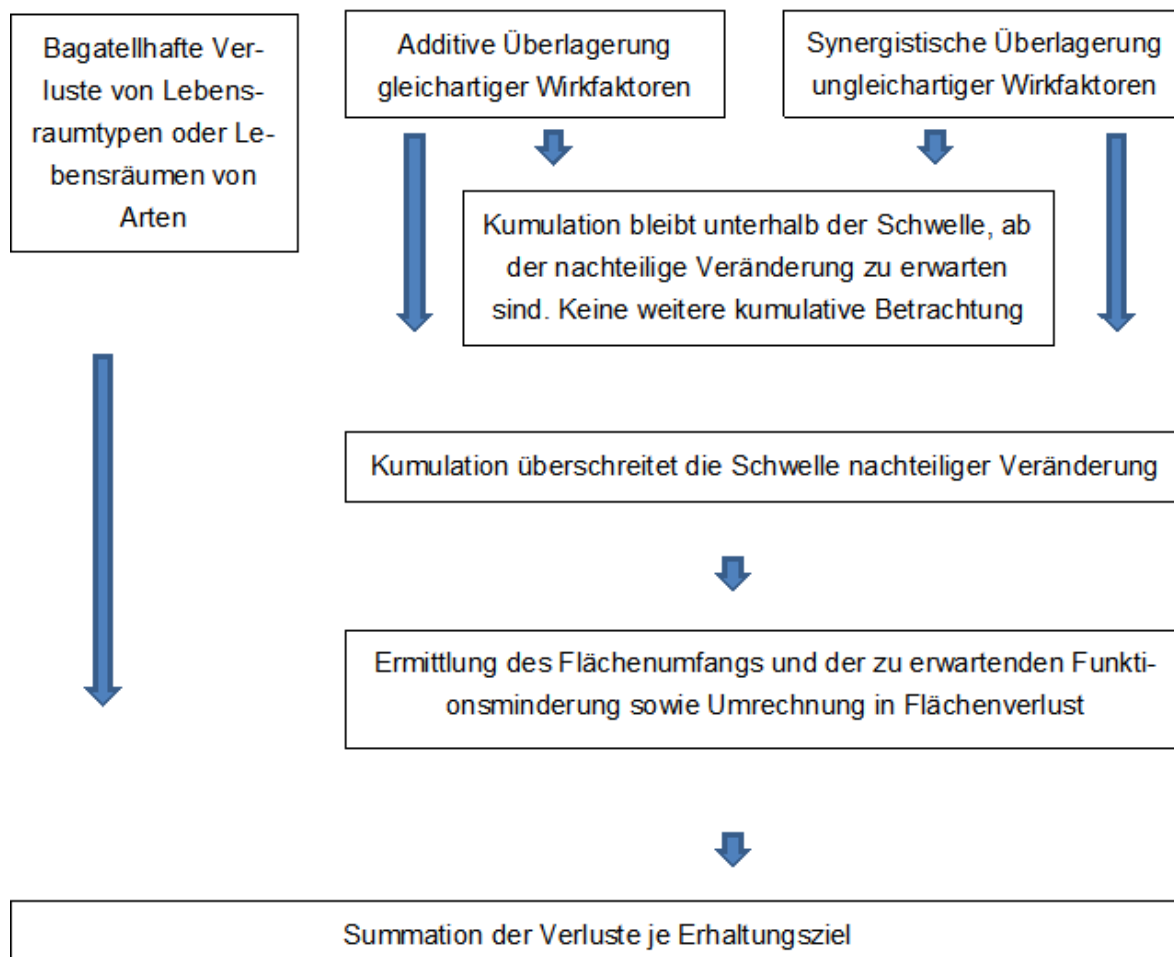 Bagatellhafte Ver-
luste von Lebens-
raumtypen oder Le-
bensräumen von
Arten
Additive Überlagerung
gleichartiger Wirkfaktoren
Synergistische Überlagerung
ungleichartiger Wirkfaktoren
Kumulation bleibt unterhalb der Schwelle, ab
der nachteilige Veränderung zu erwarten
sind. Keine weitere kumulative Betrachtung
Kumulation überschreitet die Schwelle nachteiliger Veränderung
Ermittlung des Flächenumfangs und der zu erwartenden Funkti-
onsminderung sowie Umrechnung in Flächenverlust
Summation der Verluste je Erhaltungsziel